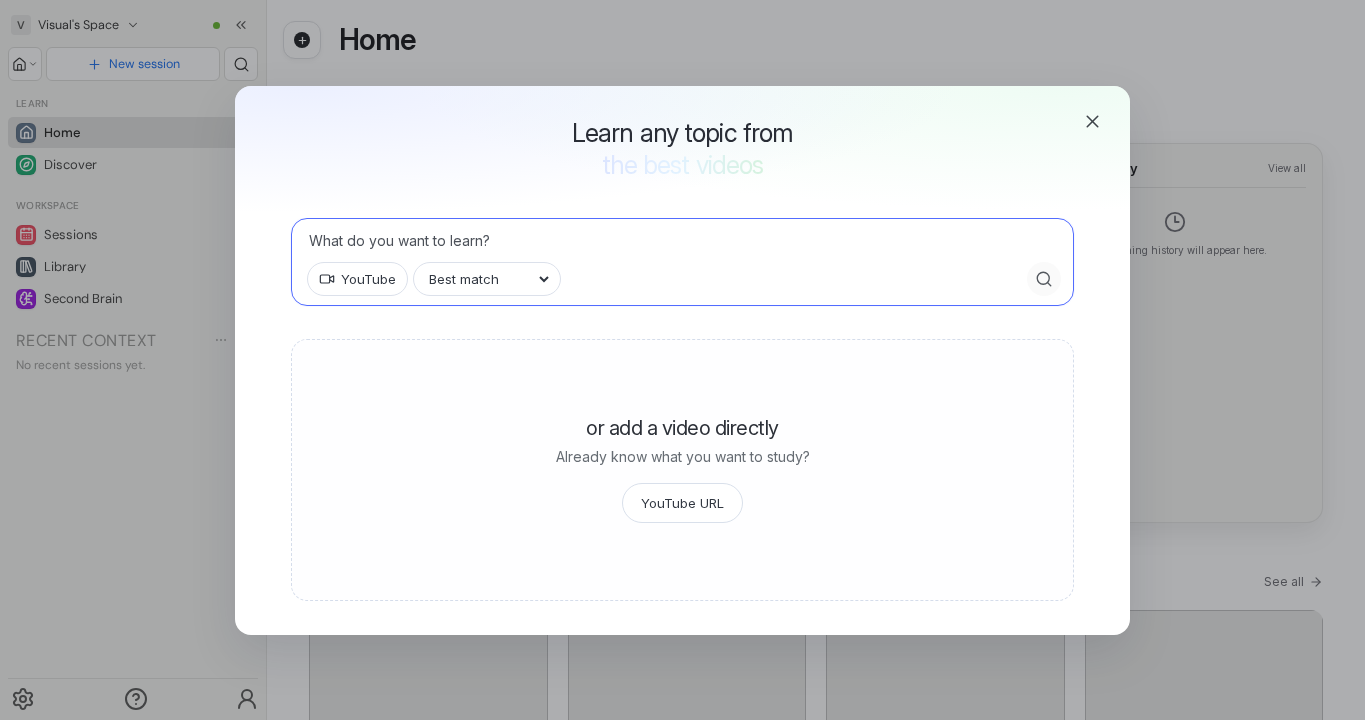 V Visual's Space
New session
LEARN
Home
Discover
WORKSPACE
Sessions
Library
Second Brain
RECENT CONTEXT
No recent sessions yet.
Home
View all
history will appear here.
See all
Learn any topic from
the best videos
What do you want to learn?
YouTube
Best match
or add a video directly
Already know what you want to study?
YouTube URL